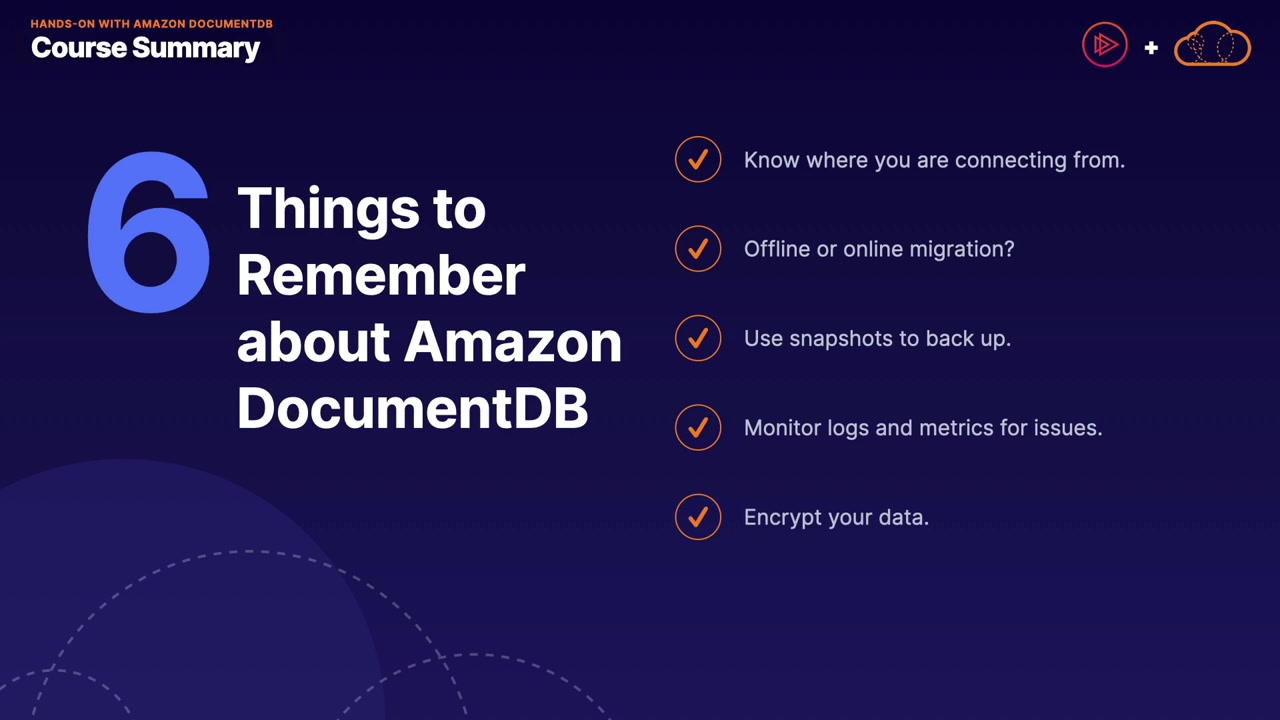 HANDS-ON WITH AMAZON DOCUMENTDB
Course Summary
+
6
Things to
Remember
about Amazon
DocumentDB
Know where you are connecting from.
Offline or online migration?
Use snapshots to back up.
Monitor logs and metrics for issues.
Encrypt your data.